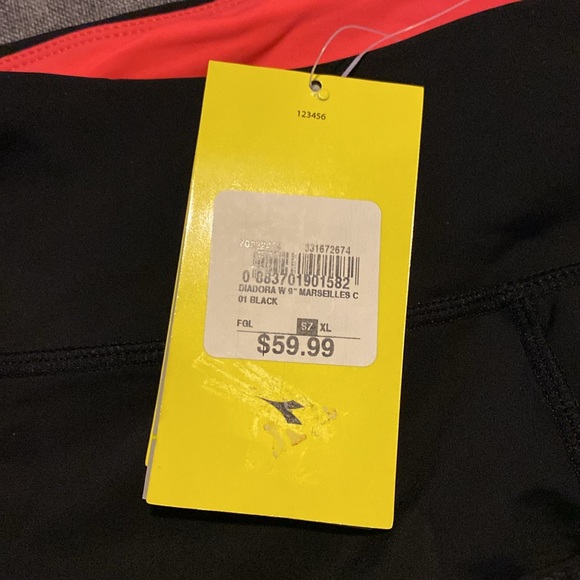 123456
331672674
0 883701901582
DIADORA W 9" MARSEILLES C
01 BLACK
FGL SZ XL
$59.99